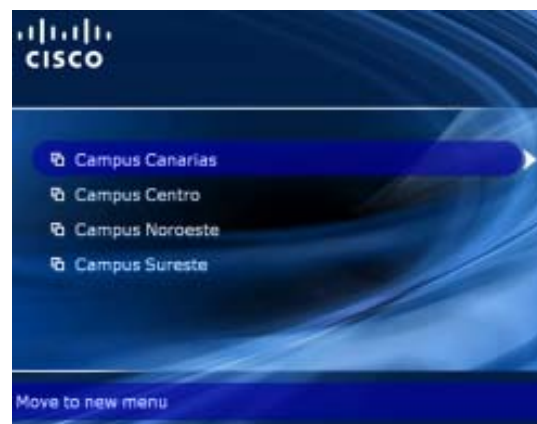 CISCO
Campus Canarias
Campus Centro
Campus Noroeste
Campus Sureste
Move to new menu